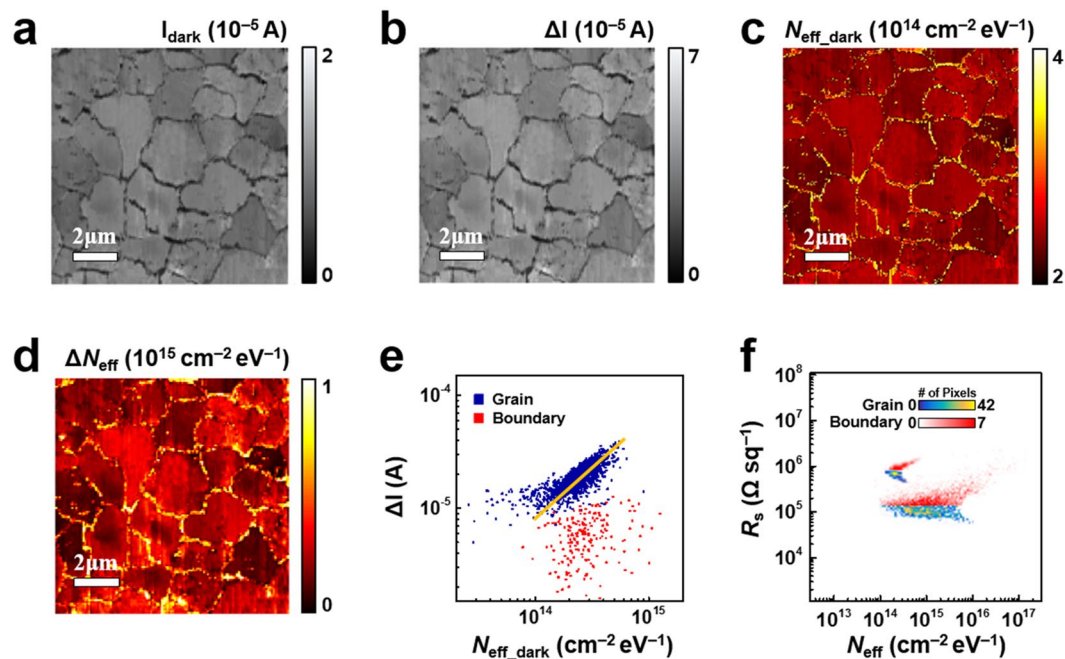 a
I_dark (10⁻⁵ A)
2
0
2μm
b
ΔI (10⁻⁵ A)
7
0
2μm
c
N_eff_dark (10¹⁴ cm⁻² eV⁻¹)
4
2
2μm
d
ΔN_eff (10¹⁵ cm⁻² eV⁻¹)
1
0
2μm
e
10⁻⁴
10⁻⁵
ΔI (A)
Grain
Boundary
10¹⁴
10¹⁵
N_eff_dark (cm⁻² eV⁻¹)
f
10⁸
10⁷
10⁶
10⁵
10⁴
R_s (Ω sq⁻¹)
# of Pixels
Grain 0 42
Boundary 0 7
10¹³
10¹⁴
10¹⁵
10¹⁶
10¹⁷
N_eff (cm⁻² eV⁻¹)